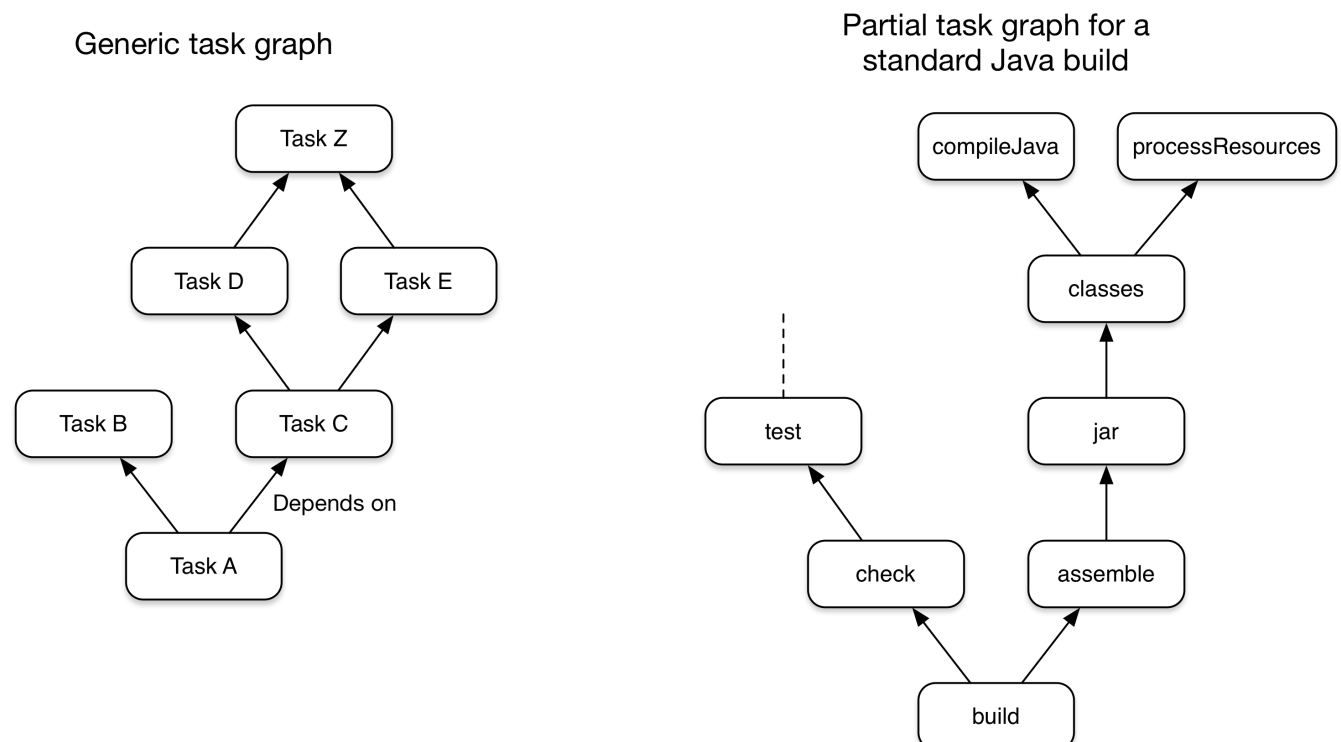 Generic task graph
Task Z
Task D
Task E
Task B
Task C
Depends on
Task A
Partial task graph for a
standard Java build
compileJava
processResources
classes
test
jar
check
assemble
build